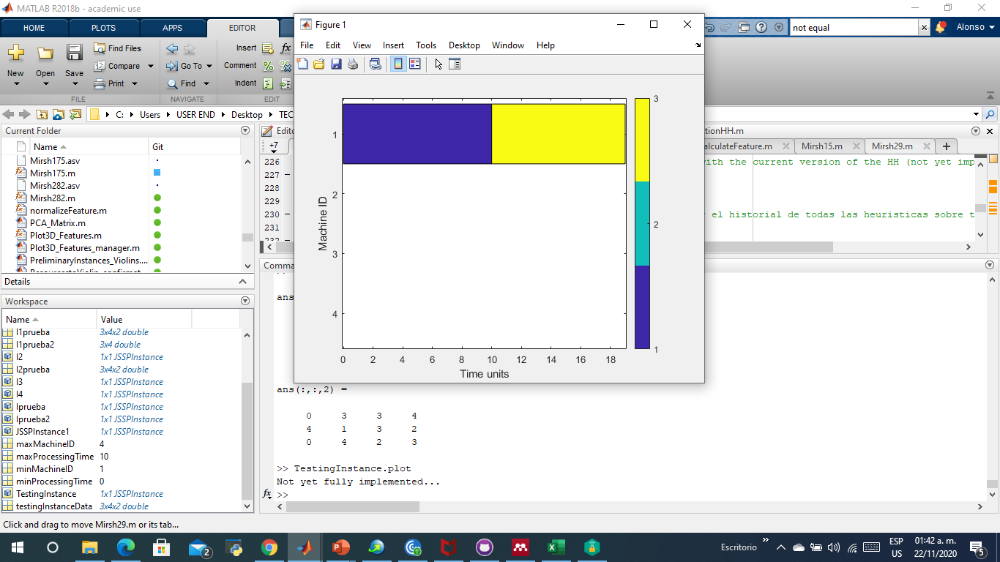 MATLAB R2018b - academic use
HOME PLOTS APPS EDITOR
not equal
Alonso
New Open Save
Find Files
Compare
Print
FILE
Go To
Find
NAVIGATE
Insert
Comment
Indent
EDIT
C: Users USER END Desktop TEC
Current Folder
Name Git
Mirsh175.asv
Mirsh175.m
Mirsh282.asv
Mirsh282.m
normalizeFeature.m
PCA_Matrix.m
Plot3D_Features.m
Plot3D_Features_manager.m
PreliminaryInstances_Violins....
Details
Workspace
Name Value
I1prueba 3x4x2 double
I1prueba2 3x4 double
I2 1x1 JSSPInstance
I2prueba 3x4x2 double
I3 1x1 JSSPInstance
I4 1x1 JSSPInstance
Iprueba 1x1 JSSPInstance
Iprueba2 1x1 JSSPInstance
JSSPInstance1 1x1 JSSPInstance
maxMachineID 4
maxProcessingTime 10
minMachineID 1
minProcessingTime 0
TestingInstance 1x1 JSSPInstance
testingInstanceData 3x4x2 double
Click and drag to move Mirsh29.m or its tab...
Figure 1
File Edit View Insert Tools Desktop Window Help
1
2
3
4
Machine ID
0 2 4 6 8 10 12 14 16 18
Time units
3
2
1
Edito
ctionHH.m
+7
alculateFeature.m Mirsh15.m Mirsh29.m
226
227
228
229
230
231
232
with the current version of the HH (not yet imp
el historial de todas las heuristicas sobre t
Comma
ans
ans(:,:,2) =
0 3 3 4
4 1 3 2
0 4 2 3
>> TestingInstance.plot
Not yet fully implemented...
fx >>
2
Escritorio
ESP
US
01:42 a. m.
22/11/2020
5